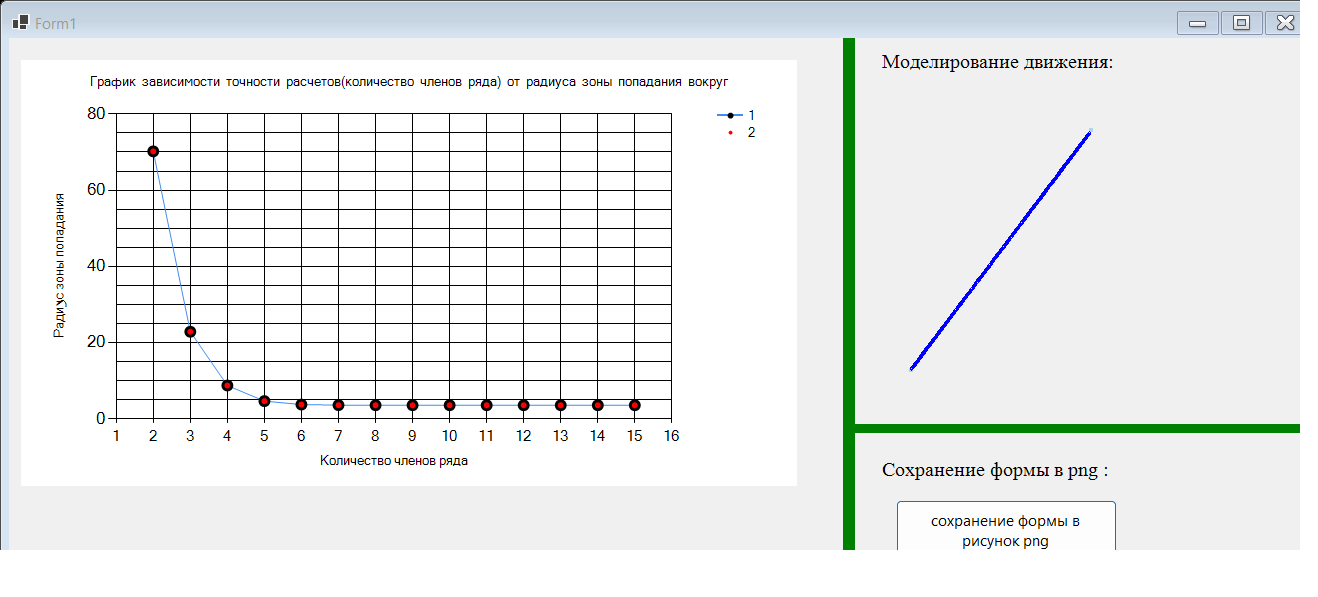 Form1
График зависимости точности расчетов(количество членов ряда) от радиуса зоны попадания вокруг
1
2
80
60
40
20
0
Радиус зоны попадания
1 2 3 4 5 6 7 8 9 10 11 12 13 14 15 16
Количество членов ряда
Моделирование движения:
Сохранение формы в png :
сохранение формы в
рисунок png